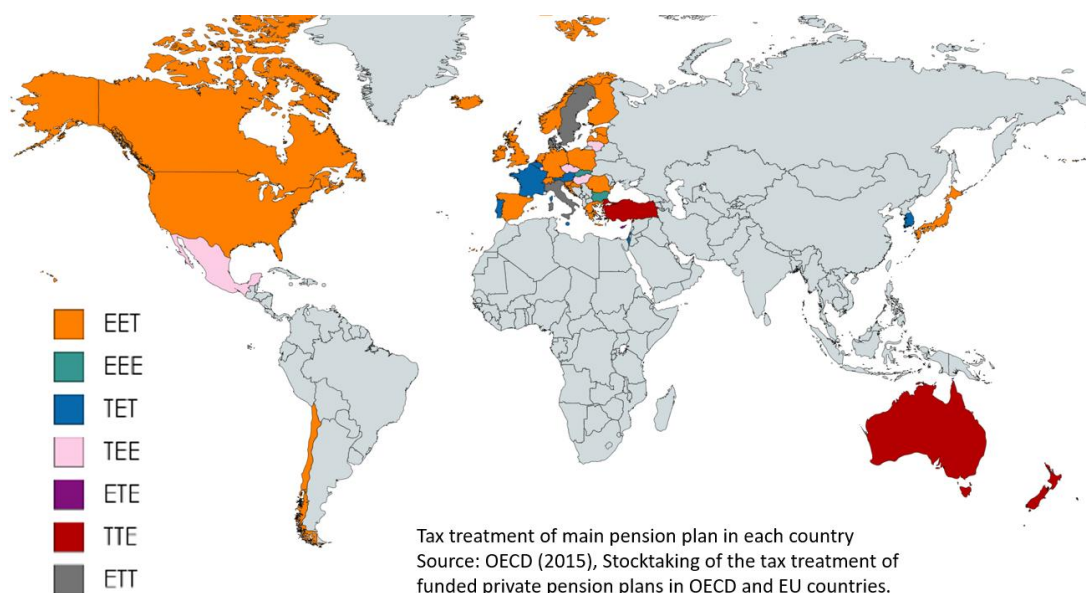 EET
EEE
TET
TEE
ETE
TTE
ETT
Tax treatment of main pension plan in each country
Source: OECD (2015), Stocktaking of the tax treatment of
funded private pension plans in OECD and EU countries.